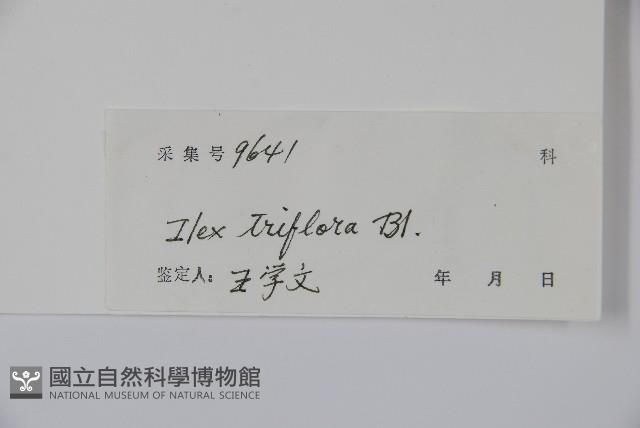 采集号 9641 科
Ilex triflora Bl.
鉴定人: 王学文 年 月 日
國立自然科學博物館
NATIONAL MUSEUM OF NATURAL SCIENCE